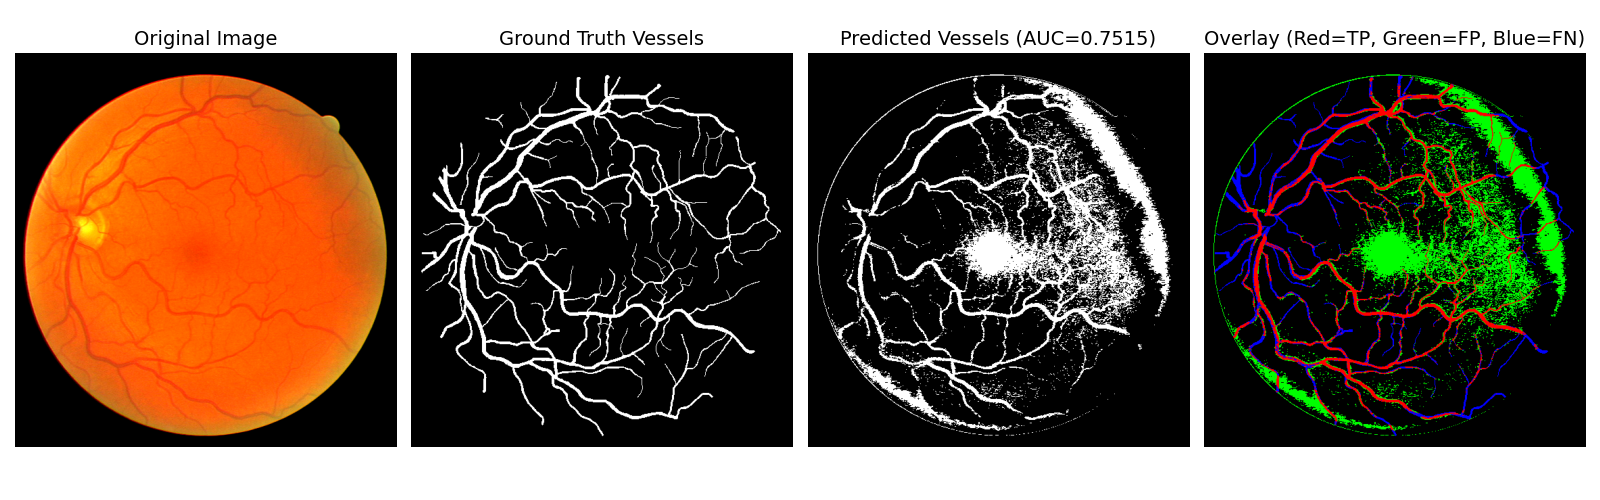 Original Image
Ground Truth Vessels
Predicted Vessels (AUC=0.7515)
Overlay (Red=TP, Green=FP, Blue=FN)